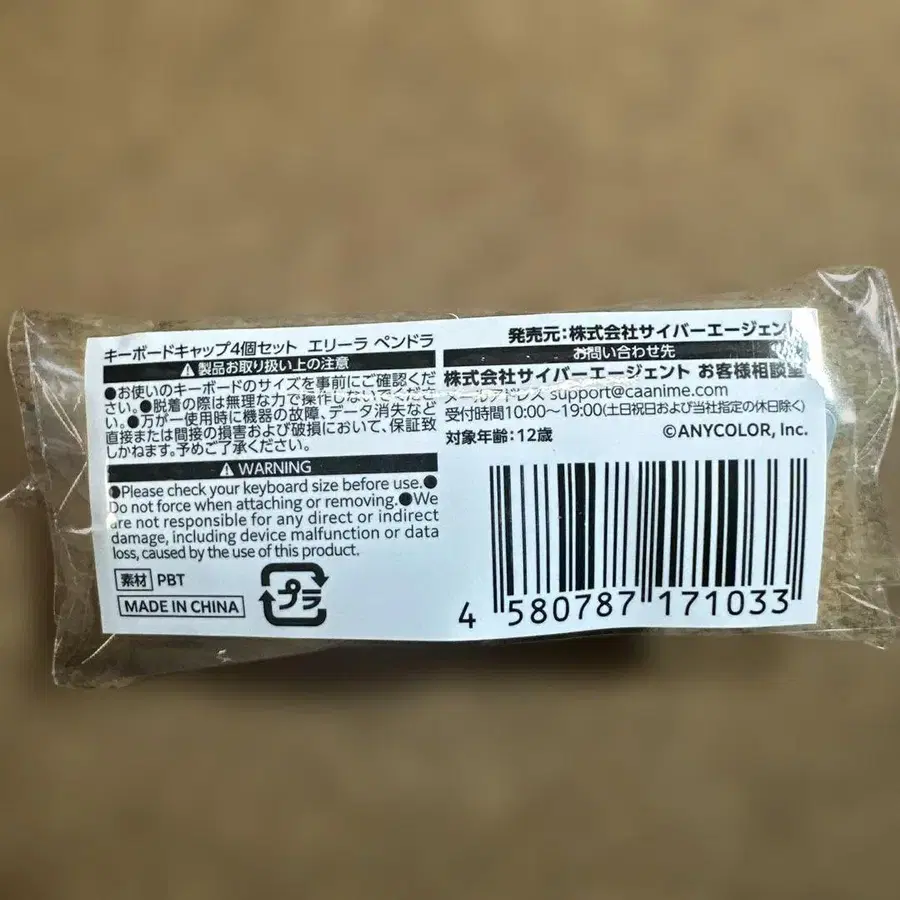 キーボードキャップ4個セット エリーラ ペンドラ
⚠製品お取り扱い上の注意
●お使いのキーボードのサイズを事前にご確認くだ
さい。●脱着の際は無理な力で操作しないでくださ
い。●万が一使用時に機器の故障、データ消失など
直接または間接の損害および破損において、保証致
しかねます。予めご了承ください。
⚠WARNING
●Please check your keyboard size before use.●
Do not force when attaching or removing.●We
are not responsible for any direct or indirect
damage, including device malfunction or data
loss, caused by the use of this product.
素材 PBT
MADE IN CHINA
プラ
発売元:株式会社サイバーエージェント
お問い合わせ先
株式会社サイバーエージェント お客様相談室
メールアドレス support@caanime.com
受付時間10:00〜19:00(土日祝日および当社指定の休日除く)
対象年齢:12歳
©ANYCOLOR, Inc.
4 580787 171033